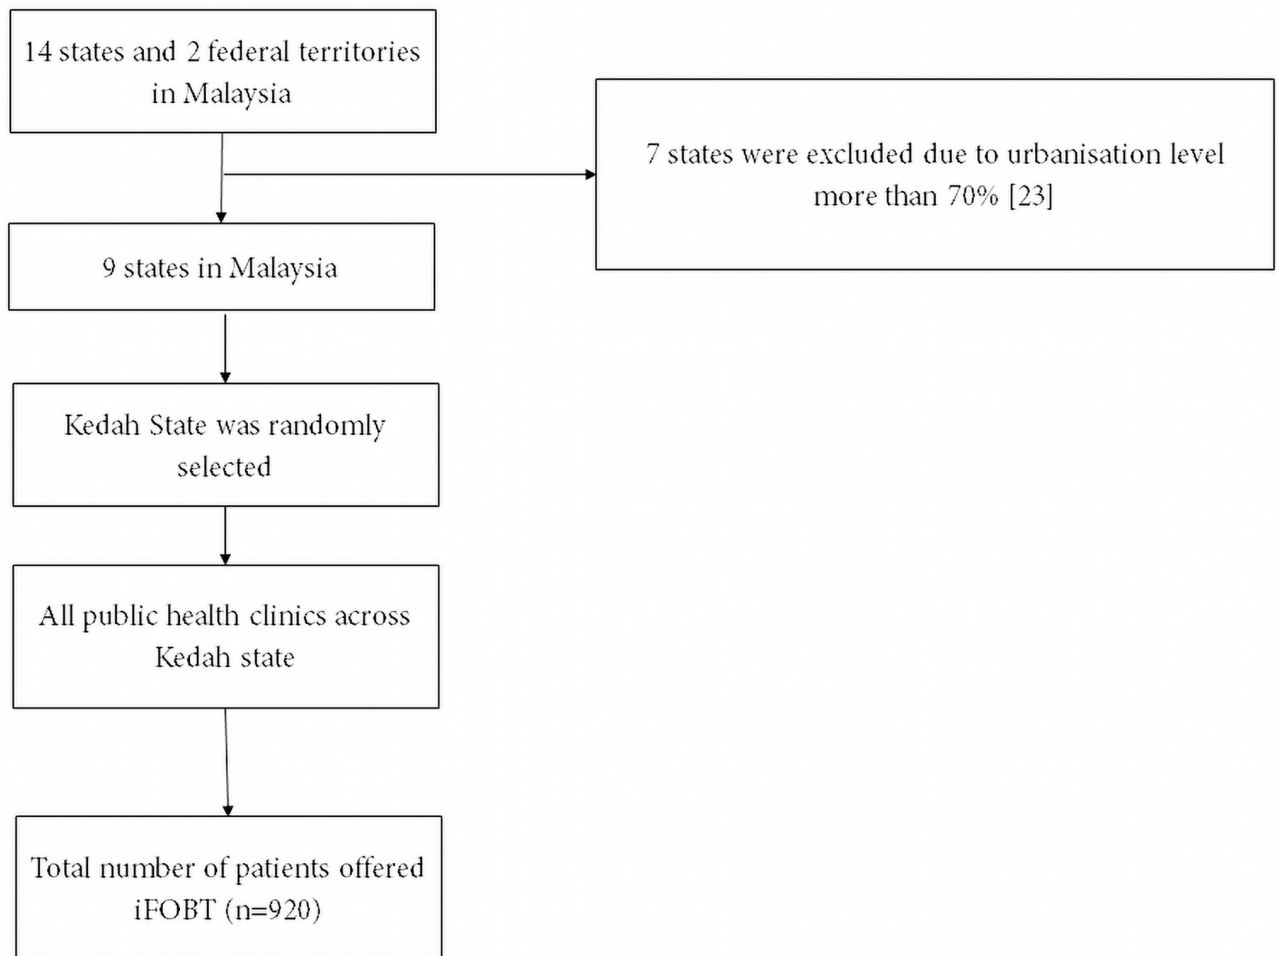 14 states and 2 federal territories
in Malaysia
7 states were excluded due to urbanisation level
more than 70% [23]
9 states in Malaysia
Kedah State was randomly
selected
All public health clinics across
Kedah state
Total number of patients offered
iFOBT (n=920)